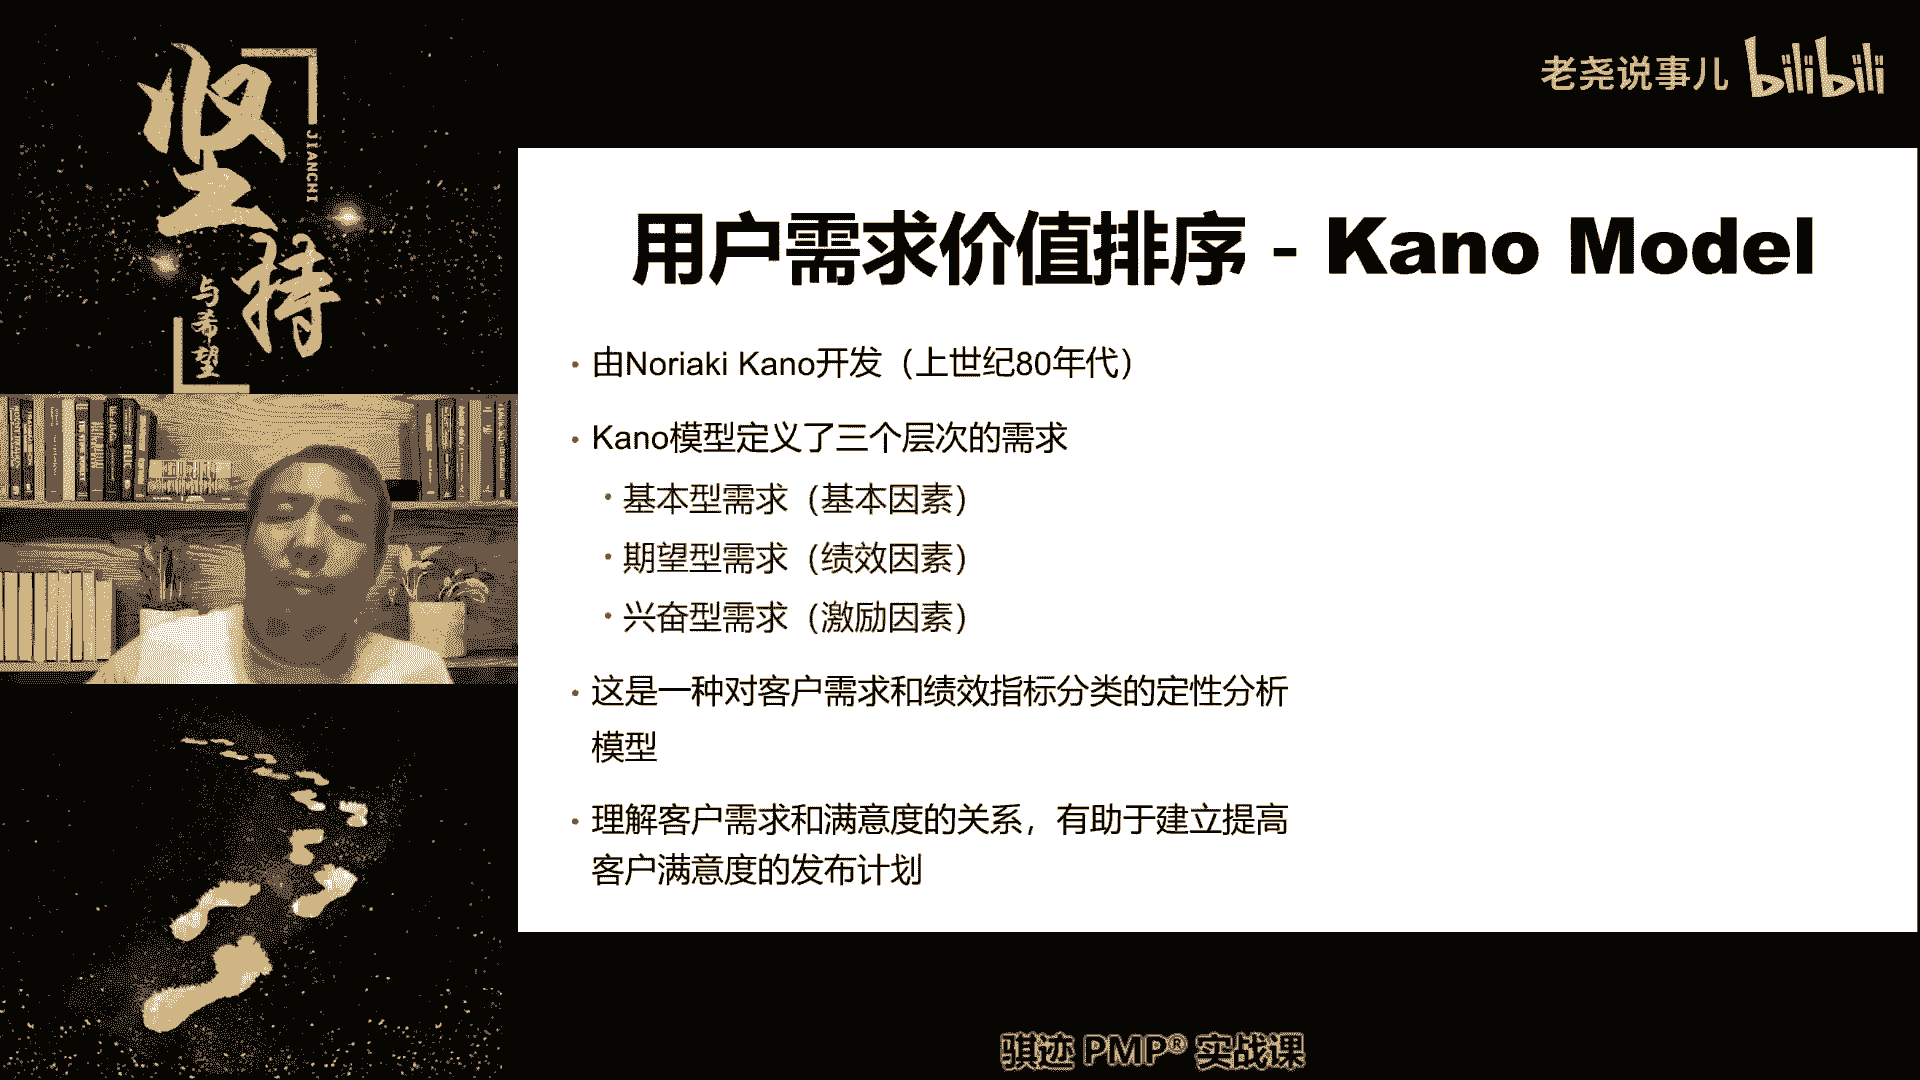 坚持
JIANCHI
与希望
老尧说事儿 bilibili
用户需求价值排序 - Kano Model
· 由Noriaki Kano开发（上世纪80年代）
· Kano模型定义了三个层次的需求
· 基本型需求（基本因素）
· 期望型需求（绩效因素）
· 兴奋型需求（激励因素）
· 这是一种对客户需求和绩效指标分类的定性分析
模型
· 理解客户需求和满意度的关系，有助于建立提高
客户满意度的发布计划
骐迹 PMP® 实战课